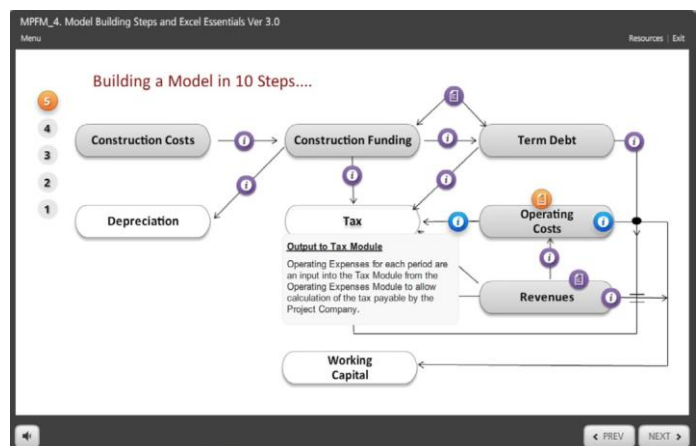 MPFM_4. Model Building Steps and Excel Essentials Ver 3.0
Menu
Resources | Exit
Building a Model in 10 Steps....
5
4
3
2
1
Construction Costs
Construction Funding
Term Debt
Depreciation
Tax
Operating
Costs
Output to Tax Module
Operating Expenses for each period are
an input into the Tax Module from the
Operating Expenses Module to allow
calculation of the tax payable by the
Project Company.
Revenues
Working
Capital
PREV
NEXT